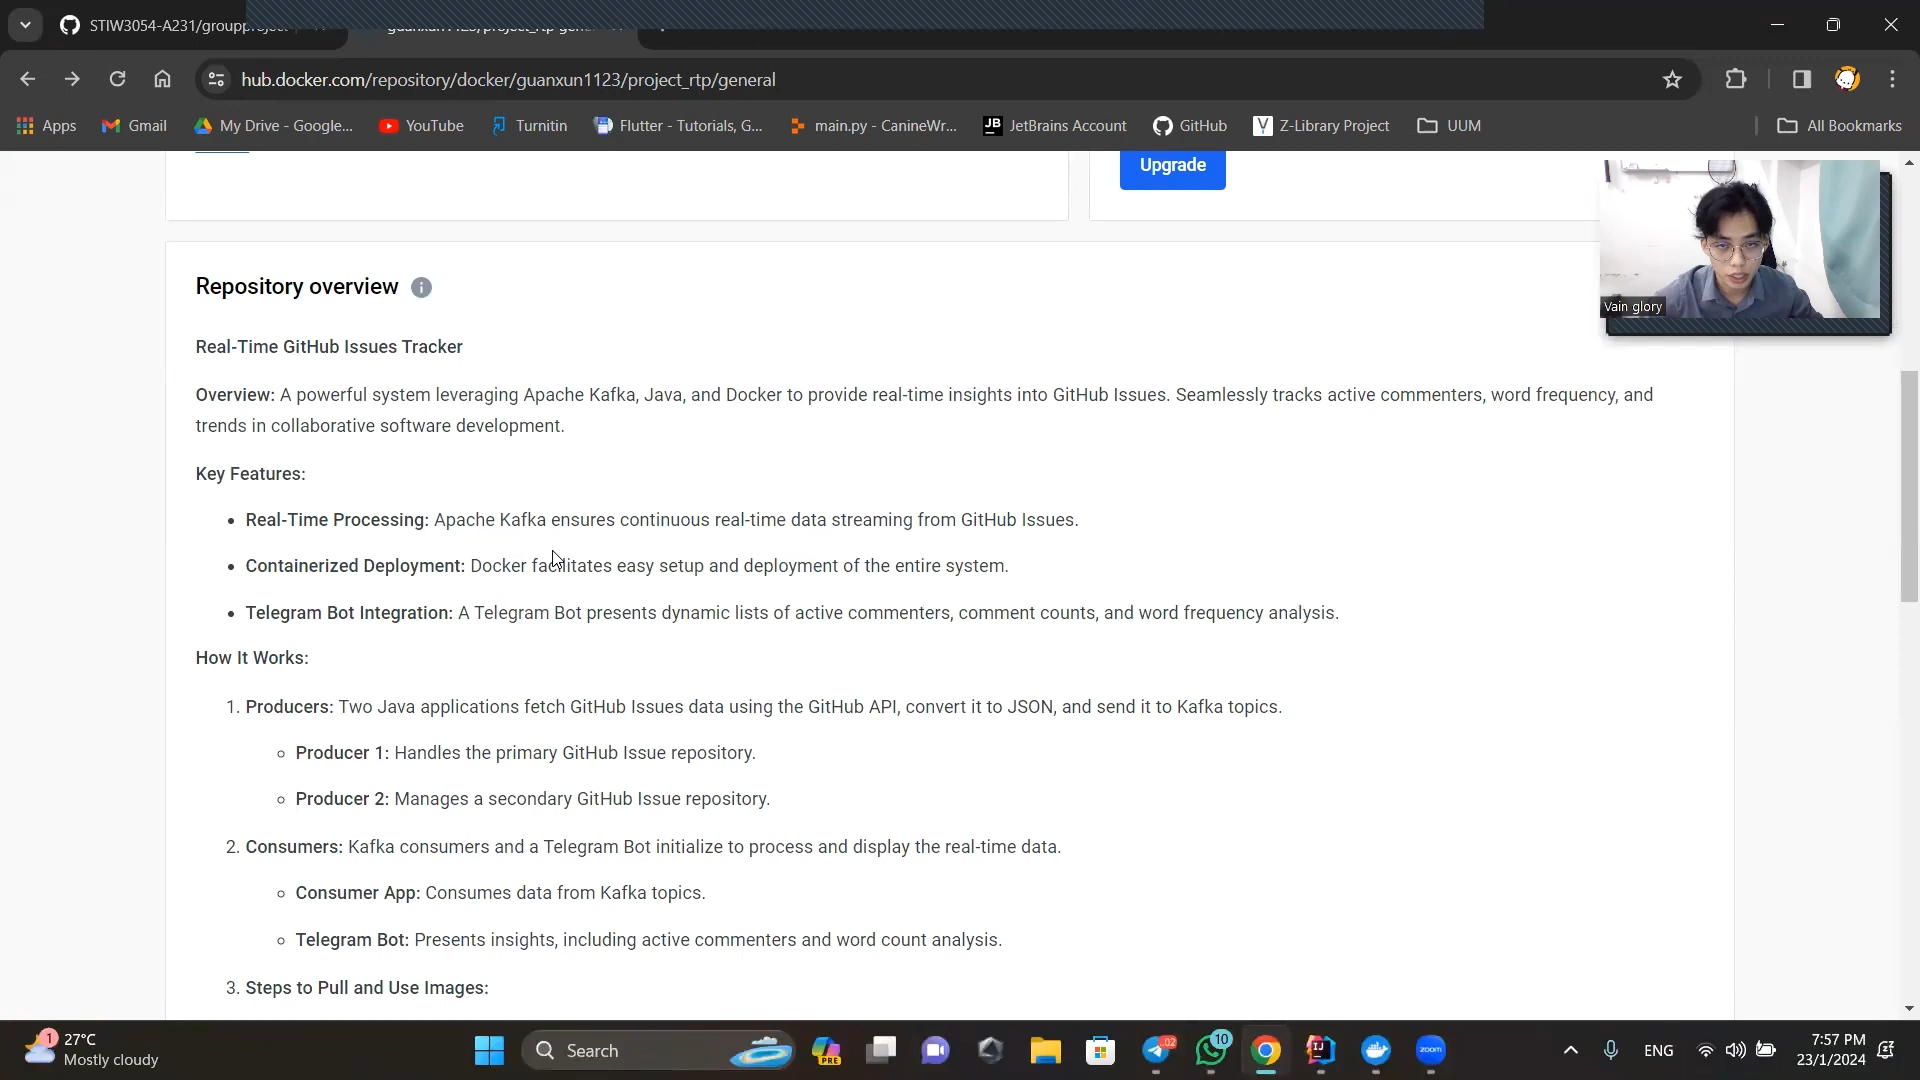 STIW3054-A231/groupproject
guanxun1123/project_rtp gene
hub.docker.com/repository/docker/guanxun1123/project_rtp/general
Apps
Gmail
My Drive - Google...
YouTube
Turnitin
Flutter - Tutorials, G...
main.py - CanineWr...
JetBrains Account
GitHub
Z-Library Project
UUM
All Bookmarks
Upgrade
Vain glory
Repository overview
Real-Time GitHub Issues Tracker
Overview: A powerful system leveraging Apache Kafka, Java, and Docker to provide real-time insights into GitHub Issues. Seamlessly tracks active commenters, word frequency, and
trends in collaborative software development.
Key Features:
• Real-Time Processing: Apache Kafka ensures continuous real-time data streaming from GitHub Issues.
• Containerized Deployment: Docker facilitates easy setup and deployment of the entire system.
• Telegram Bot Integration: A Telegram Bot presents dynamic lists of active commenters, comment counts, and word frequency analysis.
How It Works:
1. Producers: Two Java applications fetch GitHub Issues data using the GitHub API, convert it to JSON, and send it to Kafka topics.
Producer 1: Handles the primary GitHub Issue repository.
Producer 2: Manages a secondary GitHub Issue repository.
2. Consumers: Kafka consumers and a Telegram Bot initialize to process and display the real-time data.
Consumer App: Consumes data from Kafka topics.
Telegram Bot: Presents insights, including active commenters and word count analysis.
3. Steps to Pull and Use Images:
1
27°C
Mostly cloudy
Search
PRE
.02
10
zoom
ENG
7:57 PM
23/1/2024